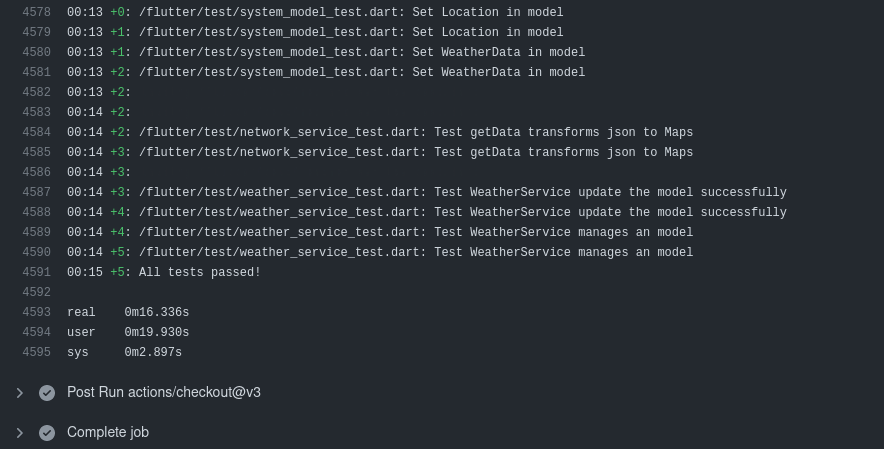 4578 00:13 +0: /flutter/test/system_model_test.dart: Set Location in model
4579 00:13 +1: /flutter/test/system_model_test.dart: Set Location in model
4580 00:13 +1: /flutter/test/system_model_test.dart: Set WeatherData in model
4581 00:13 +2: /flutter/test/system_model_test.dart: Set WeatherData in model
4582 00:13 +2:
4583 00:14 +2:
4584 00:14 +2: /flutter/test/network_service_test.dart: Test getData transforms json to Maps
4585 00:14 +3: /flutter/test/network_service_test.dart: Test getData transforms json to Maps
4586 00:14 +3:
4587 00:14 +3: /flutter/test/weather_service_test.dart: Test WeatherService update the model successfully
4588 00:14 +4: /flutter/test/weather_service_test.dart: Test WeatherService update the model successfully
4589 00:14 +4: /flutter/test/weather_service_test.dart: Test WeatherService manages an model
4590 00:14 +5: /flutter/test/weather_service_test.dart: Test WeatherService manages an model
4591 00:15 +5: All tests passed!
4592
4593 real 0m16.336s
4594 user 0m19.930s
4595 sys 0m2.897s
Post Run actions/checkout@v3
Complete job